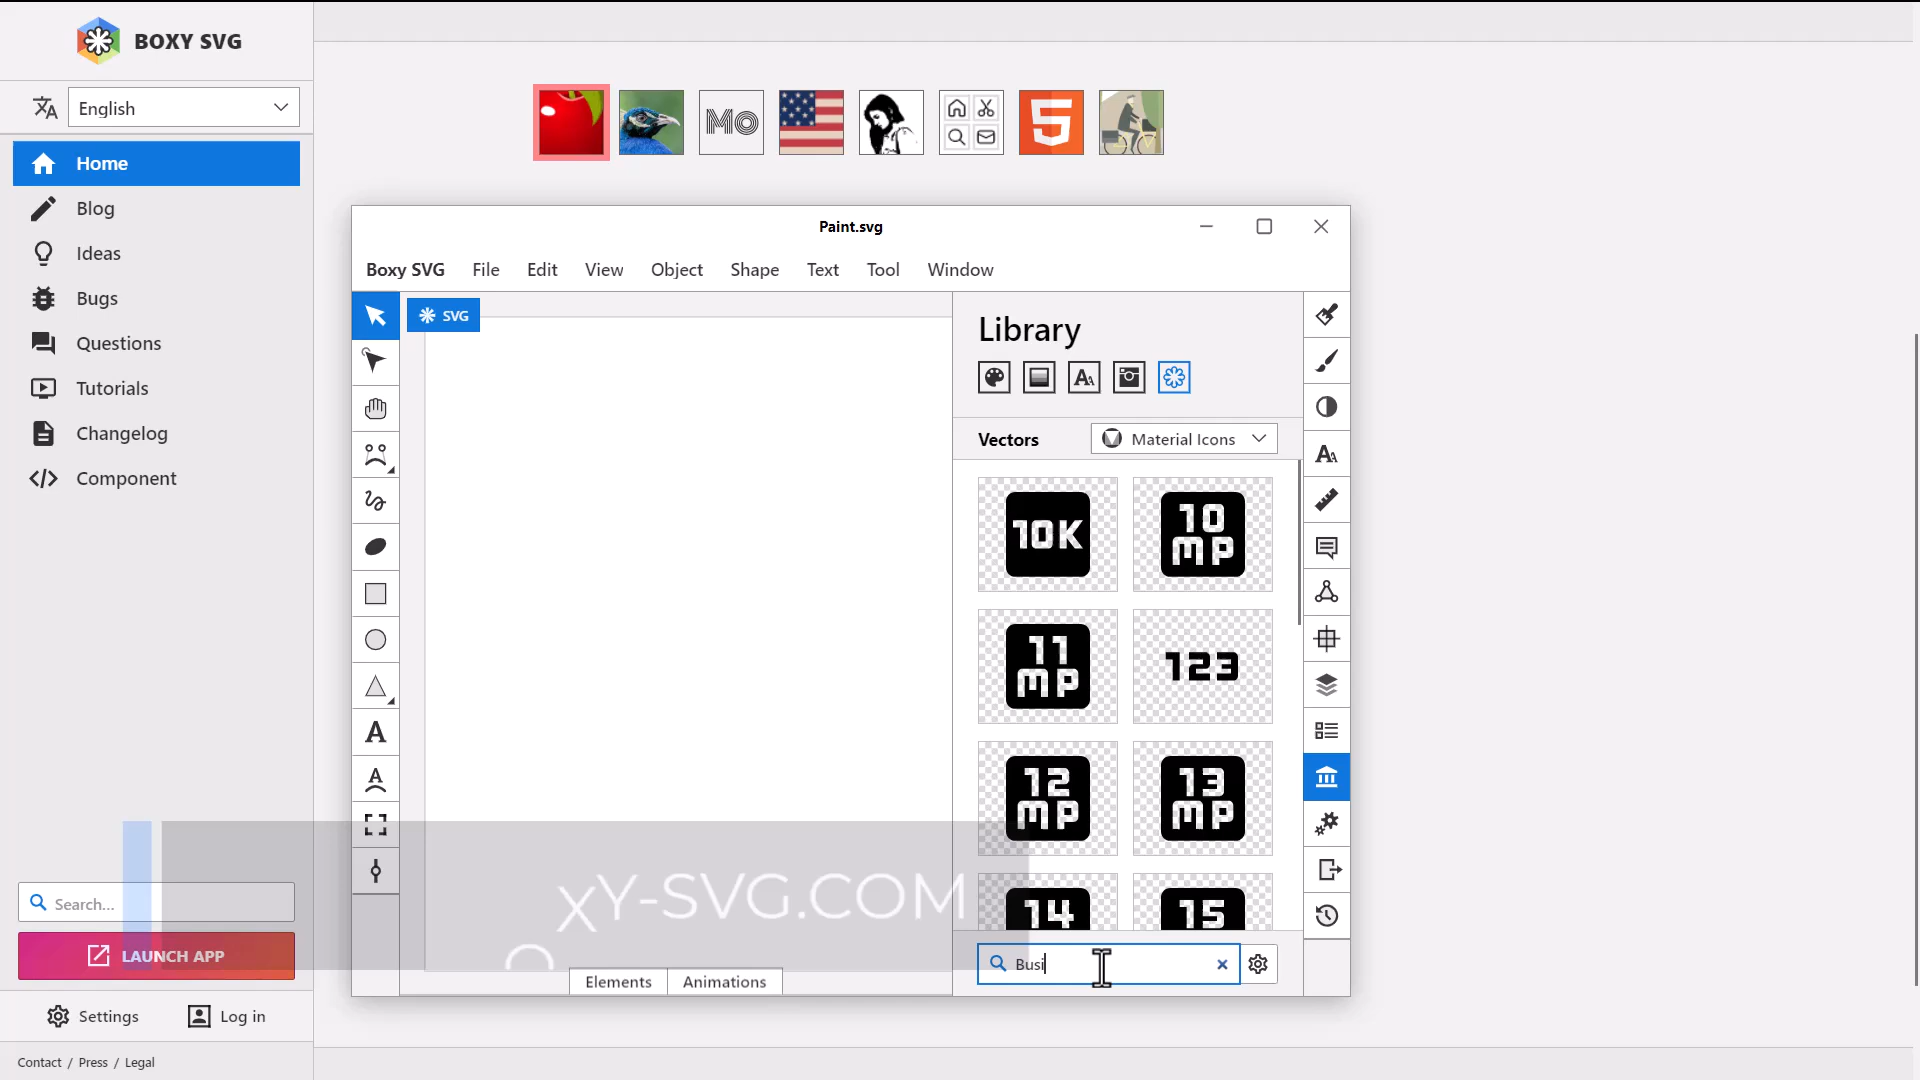 BOXY SVG
English
Home
Blog
Ideas
Bugs
Questions
Tutorials
Changelog
Component
Search...
LAUNCH APP
Settings
Log in
Contact / Press / Legal
Mo
5
Paint.svg
Boxy SVG File Edit View Object Shape Text Tool Window
SVG
Library
Vectors
Material Icons
10K
10
MP
11
MP
123
12
MP
13
MP
14
15
XY-SVG.COM
Elements
Animations
Busi